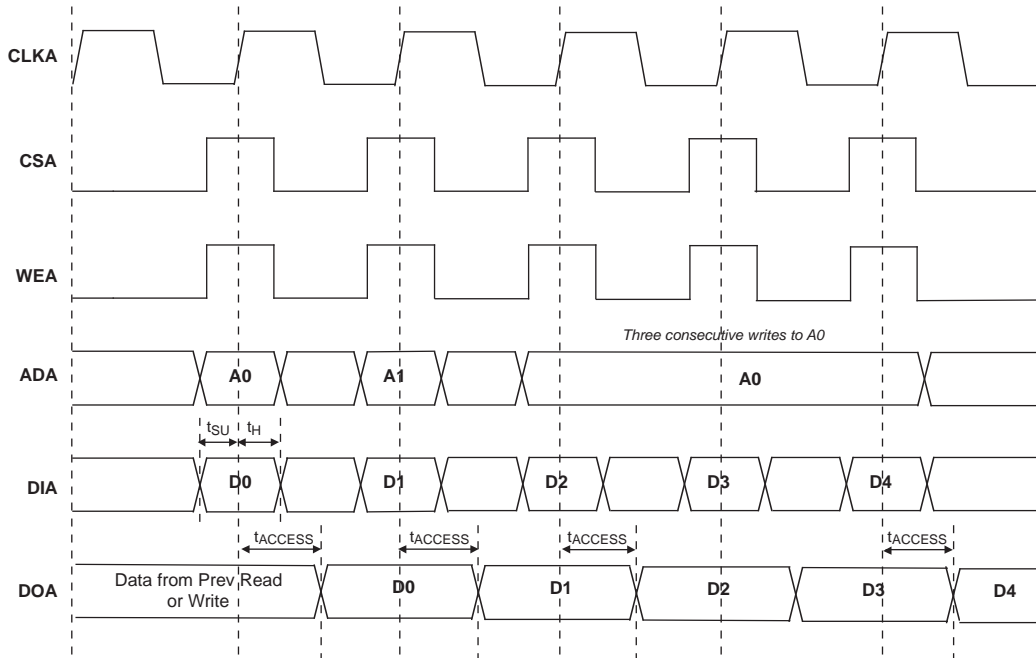 CLKA
CSA
WEA
Three consecutive writes to A0
ADA
A0
A1
A0
tSU
tH
DIA
D0
D1
D2
D3
D4
tACCESS
tACCESS
tACCESS
tACCESS
DOA
Data from Prev Read
or Write
D0
D1
D2
D3
D4